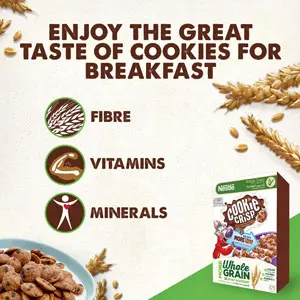 ENJOY THE GREAT
TASTE OF COOKIES FOR
BREAKFAST
FIBRE
VITAMINS
MINERALS
Nestlé
COOKIE
CRISP
Whole
GRAIN